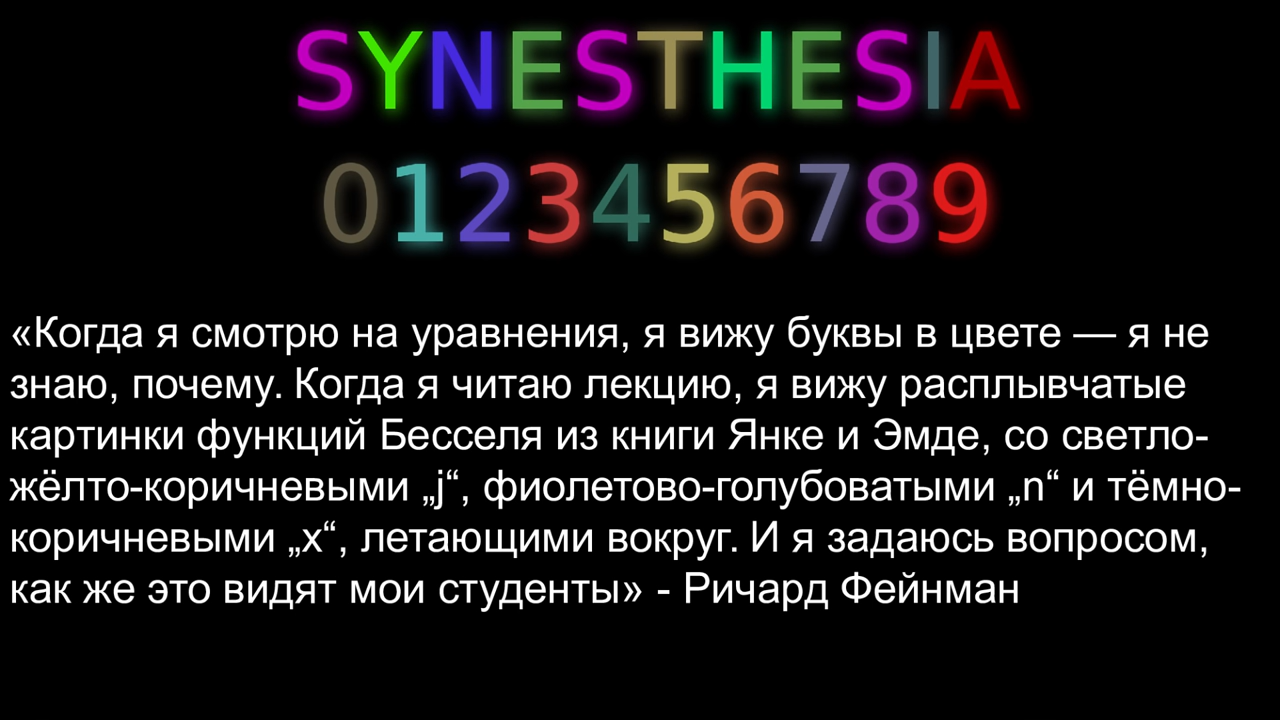 SYNESTHESIA
0123456789
«Когда я смотрю на уравнения, я вижу буквы в цвете — я не
знаю, почему. Когда я читаю лекцию, я вижу расплывчатые
картинки функций Бесселя из книги Янке и Эмде, со светло-
жёлто-коричневыми „j“, фиолетово-голубоватыми „n“ и тёмно-
коричневыми „x“, летающими вокруг. И я задаюсь вопросом,
как же это видят мои студенты» - Ричард Фейнман